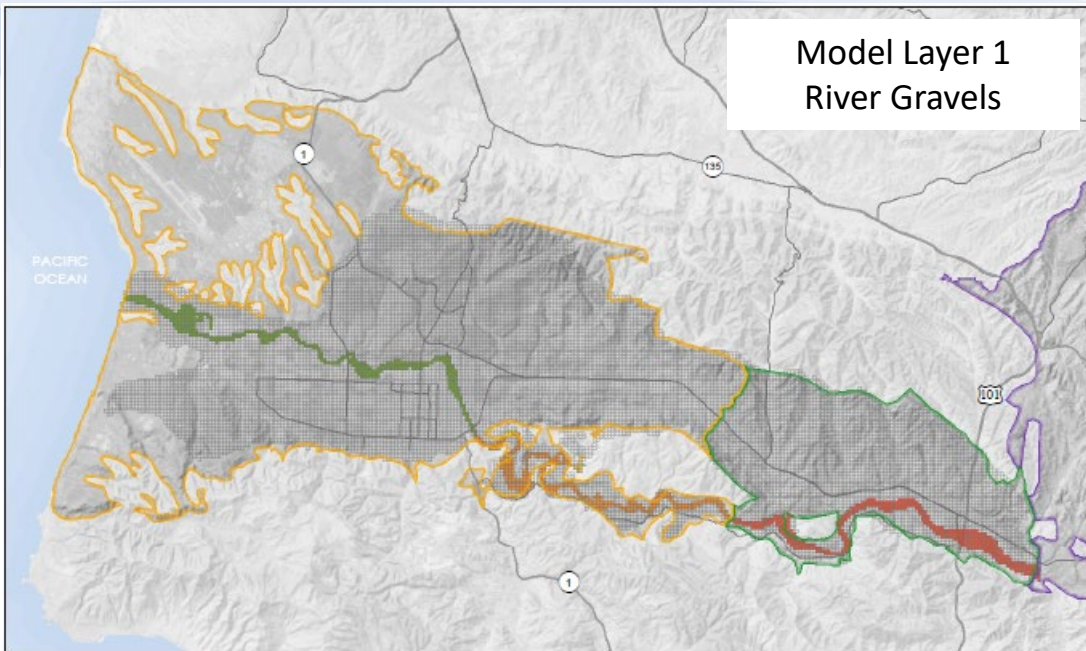 Model Layer 1
River Gravels
1
135
PACIFIC
OCEAN
101
1